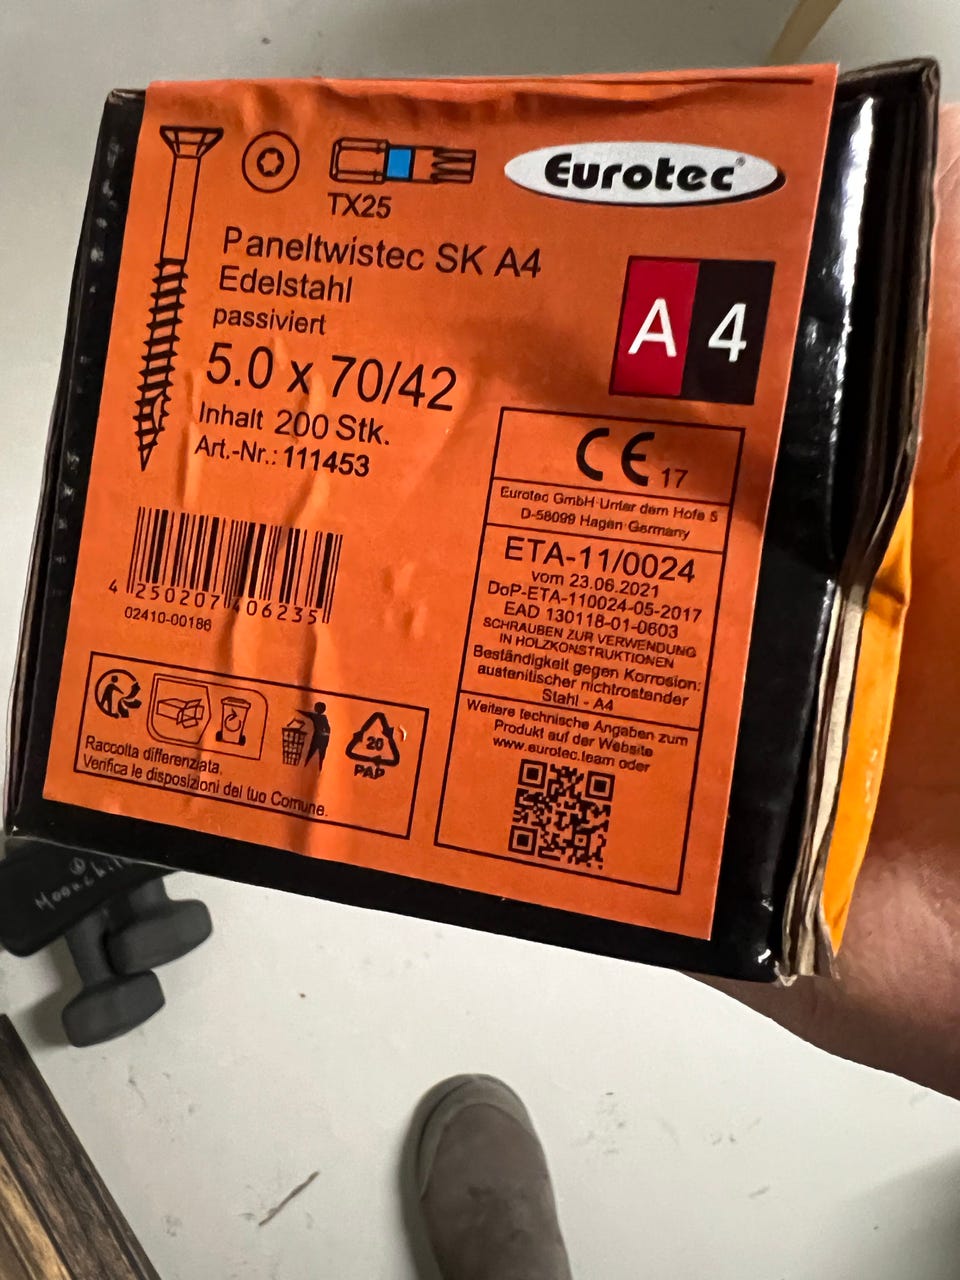 Eurotec®
TX25
Paneltwistec SK A4
Edelstahl
passiviert
5.0 x 70/42
Inhalt 200 Stk.
Art.-Nr.: 111453
A 4
CE 17
Eurotec GmbH·Unter dem Hofe 5
D-58099 Hagen·Germany
ETA-11/0024
vom 23.06.2021
DoP-ETA-110024-05-2017
EAD 130118-01-0603
SCHRAUBEN ZUR VERWENDUNG
IN HOLZKONSTRUKTIONEN
Beständigkeit gegen Korrosion:
austenitischer nichtrostender
Stahl - A4
Weitere technische Angaben zum
Produkt auf der Website
www.eurotec.team oder
4 250207 406235
02410-00186
20
PAP
Raccolta differenziata.
Verifica le disposizioni del tuo Comune.